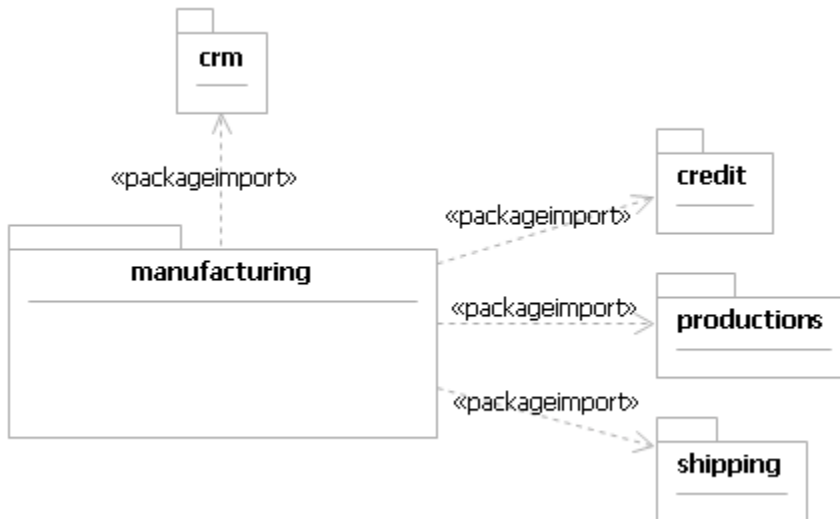 crm
«packageimport»
credit
«packageimport»
manufacturing
«packageimport»
productions
«packageimport»
shipping